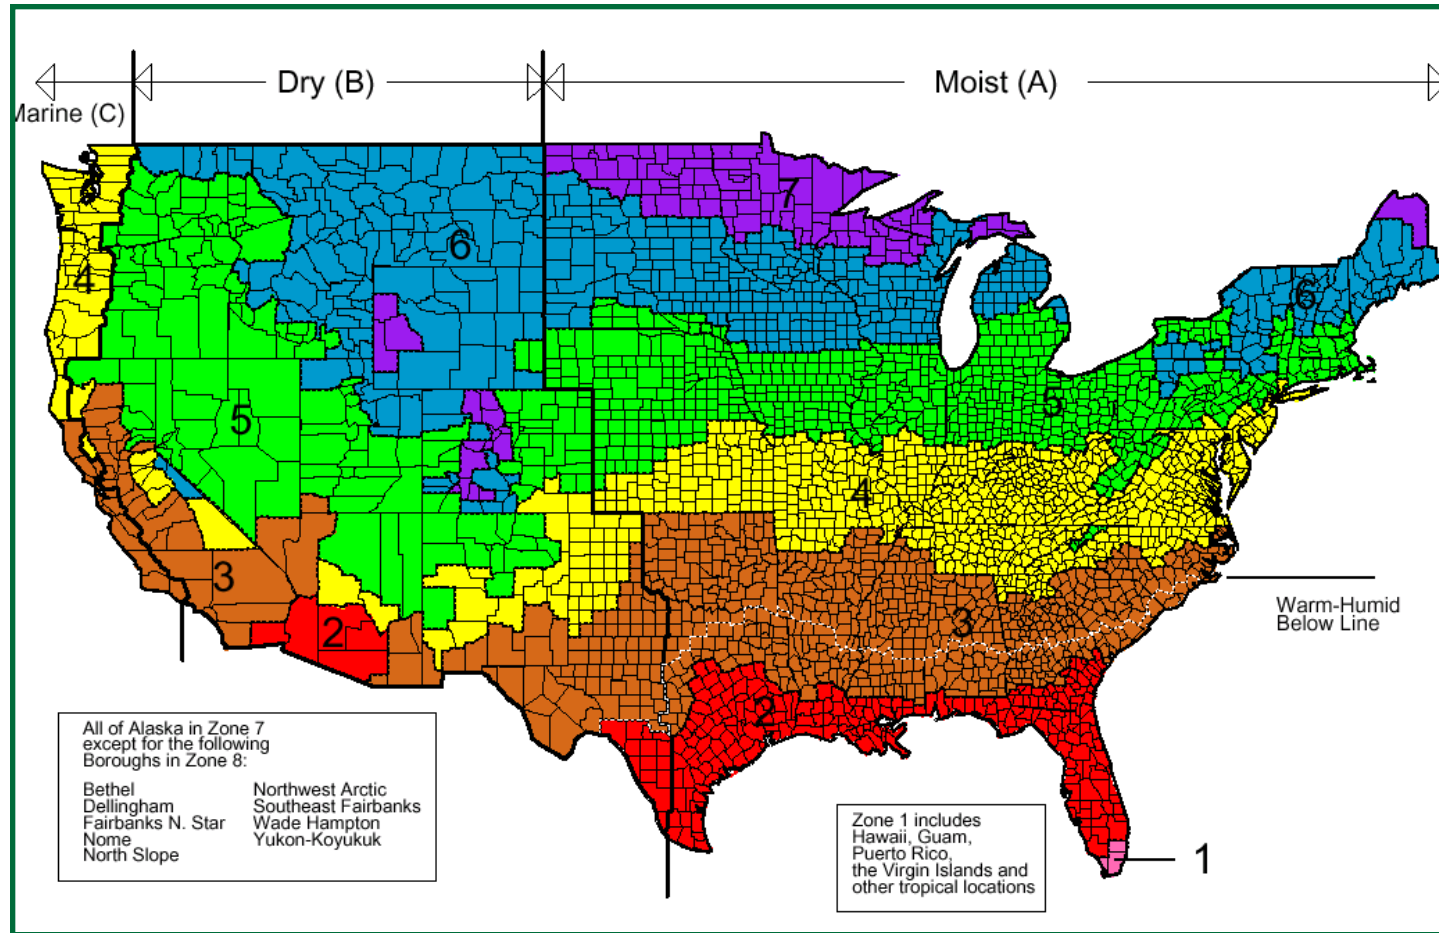 Dry (B)
Moist (A)
Marine (C)
7
6
6
4
5
5
4
3
3
2
2
Warm-Humid
Below Line
All of Alaska in Zone 7
except for the following
Boroughs in Zone 8:
Bethel
Dellingham
Fairbanks N. Star
Nome
North Slope
Northwest Arctic
Southeast Fairbanks
Wade Hampton
Yukon-Koyukuk
Zone 1 includes
Hawaii, Guam,
Puerto Rico,
the Virgin Islands and
other tropical locations
1